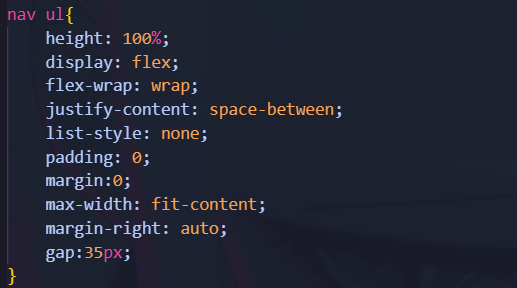 nav ul{
    height: 100%;
    display: flex;
    flex-wrap: wrap;
    justify-content: space-between;
    list-style: none;
    padding: 0;
    margin:0;
    max-width: fit-content;
    margin-right: auto;
    gap:35px;
}